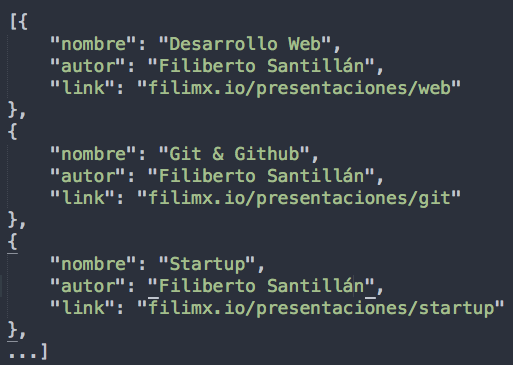 [{
"nombre": "Desarrollo Web",
"autor": "Filiberto Santillán",
"link": "filimx.io/presentaciones/web"
},
{
"nombre": "Git & Github",
"autor": "Filiberto Santillán",
"link": "filimx.io/presentaciones/git"
},
{
"nombre": "Startup",
"autor": "Filiberto Santillán",
"link": "filimx.io/presentaciones/startup"
},
...]